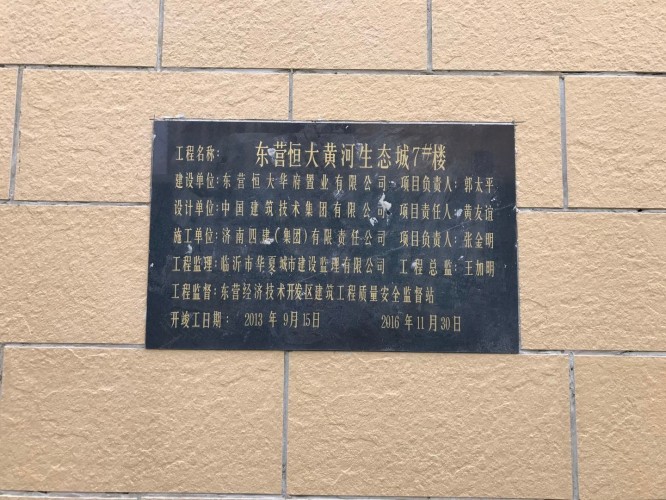 工程名称： 东营恒大黄河生态城7#楼
建设单位：东营恒大华府置业有限公司 项目负责人：郭太平
设计单位：中国建筑技术集团有限公司 项目责任人：黄友谊
施工单位：济南四建（集团）有限责任公司 项目负责人：张金明
工程监理：临沂市华夏城市建设监理有限公司 工程总监：王加明
工程监督：东营经济技术开发区建筑工程质量安全监督站
开竣工日期： 2013 年 9月15日 2016 年11月30日